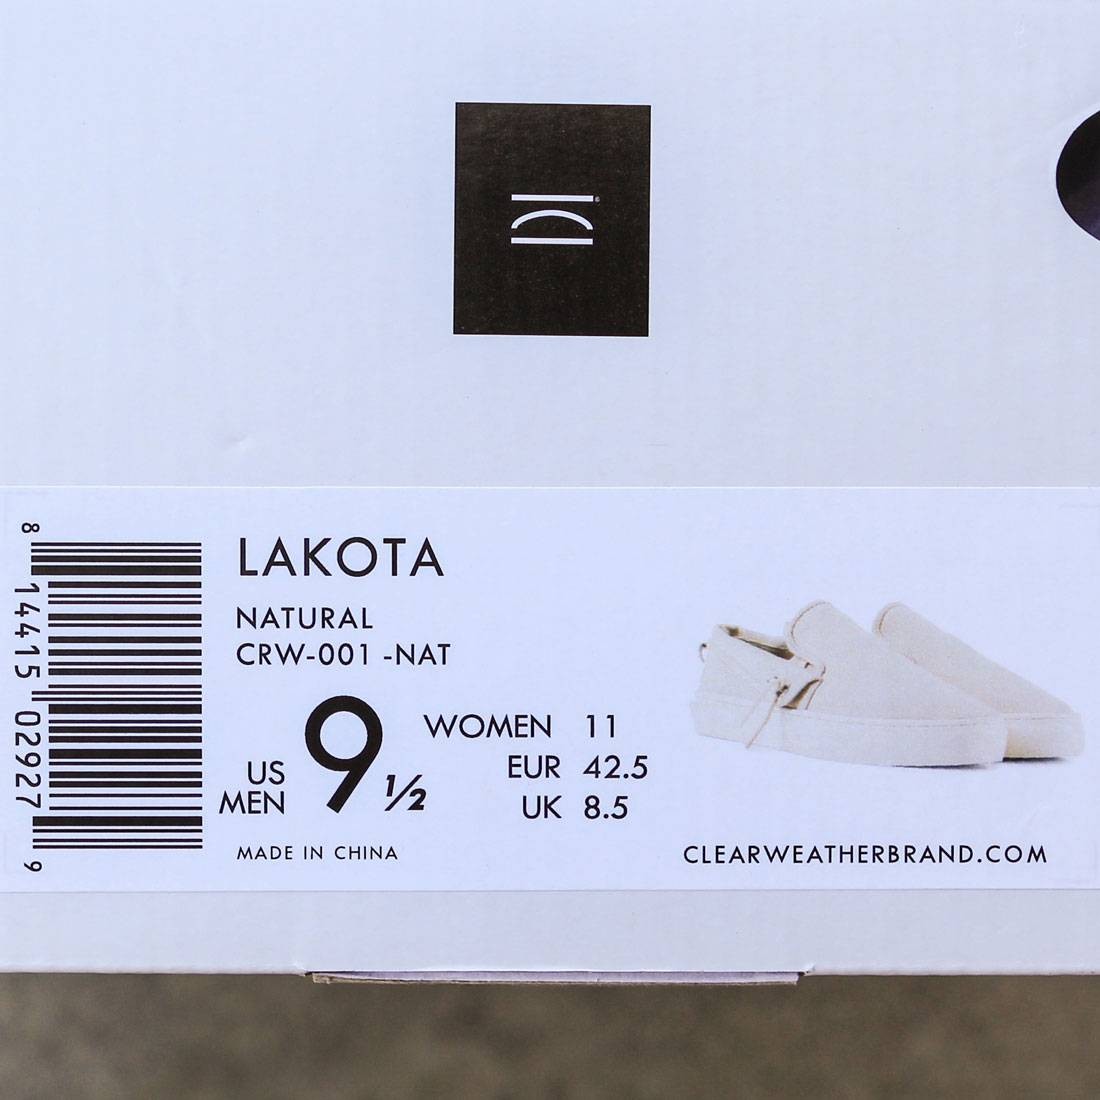 LAKOTA
NATURAL
CRW-001 -NAT
US MEN 9 ½
WOMEN 11
EUR 42.5
UK 8.5
MADE IN CHINA
CLEARWEATHERBRAND.COM
8 14415 02927 9